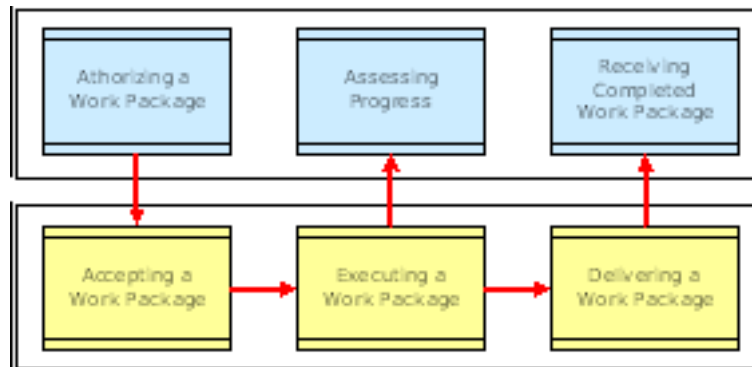 Athorizing a
Work Package
Assessing
Progress
Receiving
Completed
Work Package
Accepting a
Work Package
Executing a
Work Package
Delivering a
Work Package